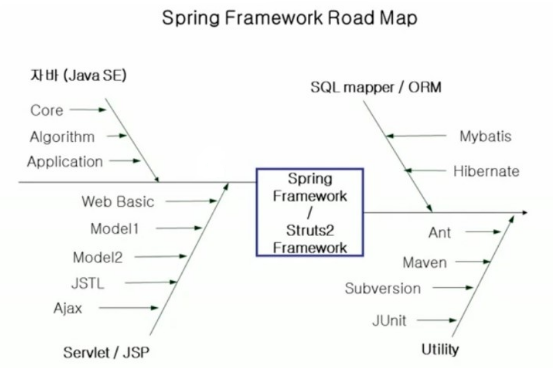 Spring Framework Road Map
자바 (Java SE)
Core
Algorithm
Application
SQL mapper / ORM
Mybatis
Hibernate
Spring
Framework
/
Struts2
Framework
Web Basic
Model1
Model2
JSTL
Ajax
Servlet / JSP
Ant
Maven
Subversion
JUnit
Utility